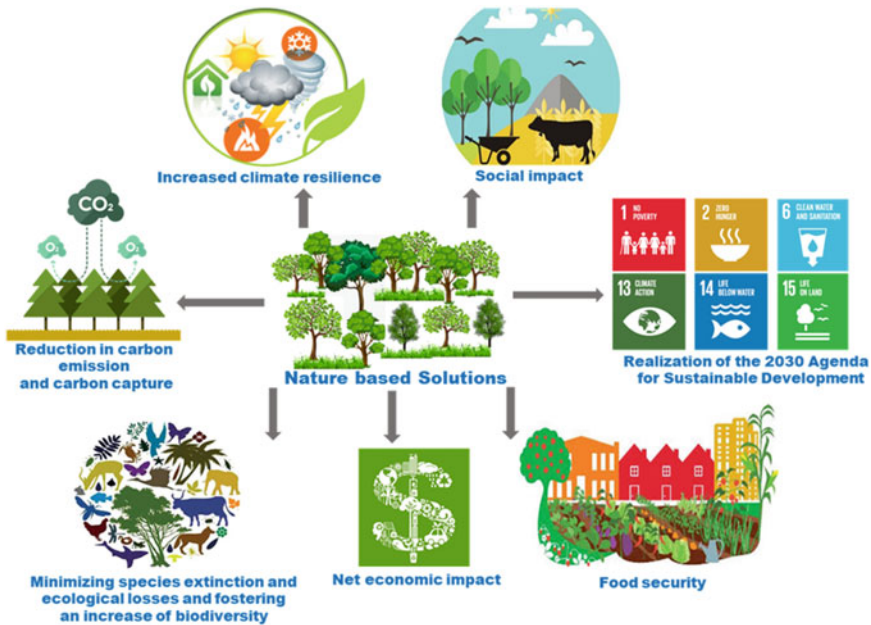 Increased climate resilience
Social impact
CO2
O2
O2
1 NO
POVERTY
2 ZERO
HUNGER
6 CLEAN WATER
AND SANITATION
13 CLIMATE
ACTION
14 LIFE
BELOW WATER
15 LIFE
ON LAND
Reduction in carbon
emission
and carbon capture
Nature based Solutions
Realization of the 2030 Agenda
for Sustainable Development
Minimizing species extinction and
ecological losses and fostering
an increase of biodiversity
$
Net economic impact
Food security